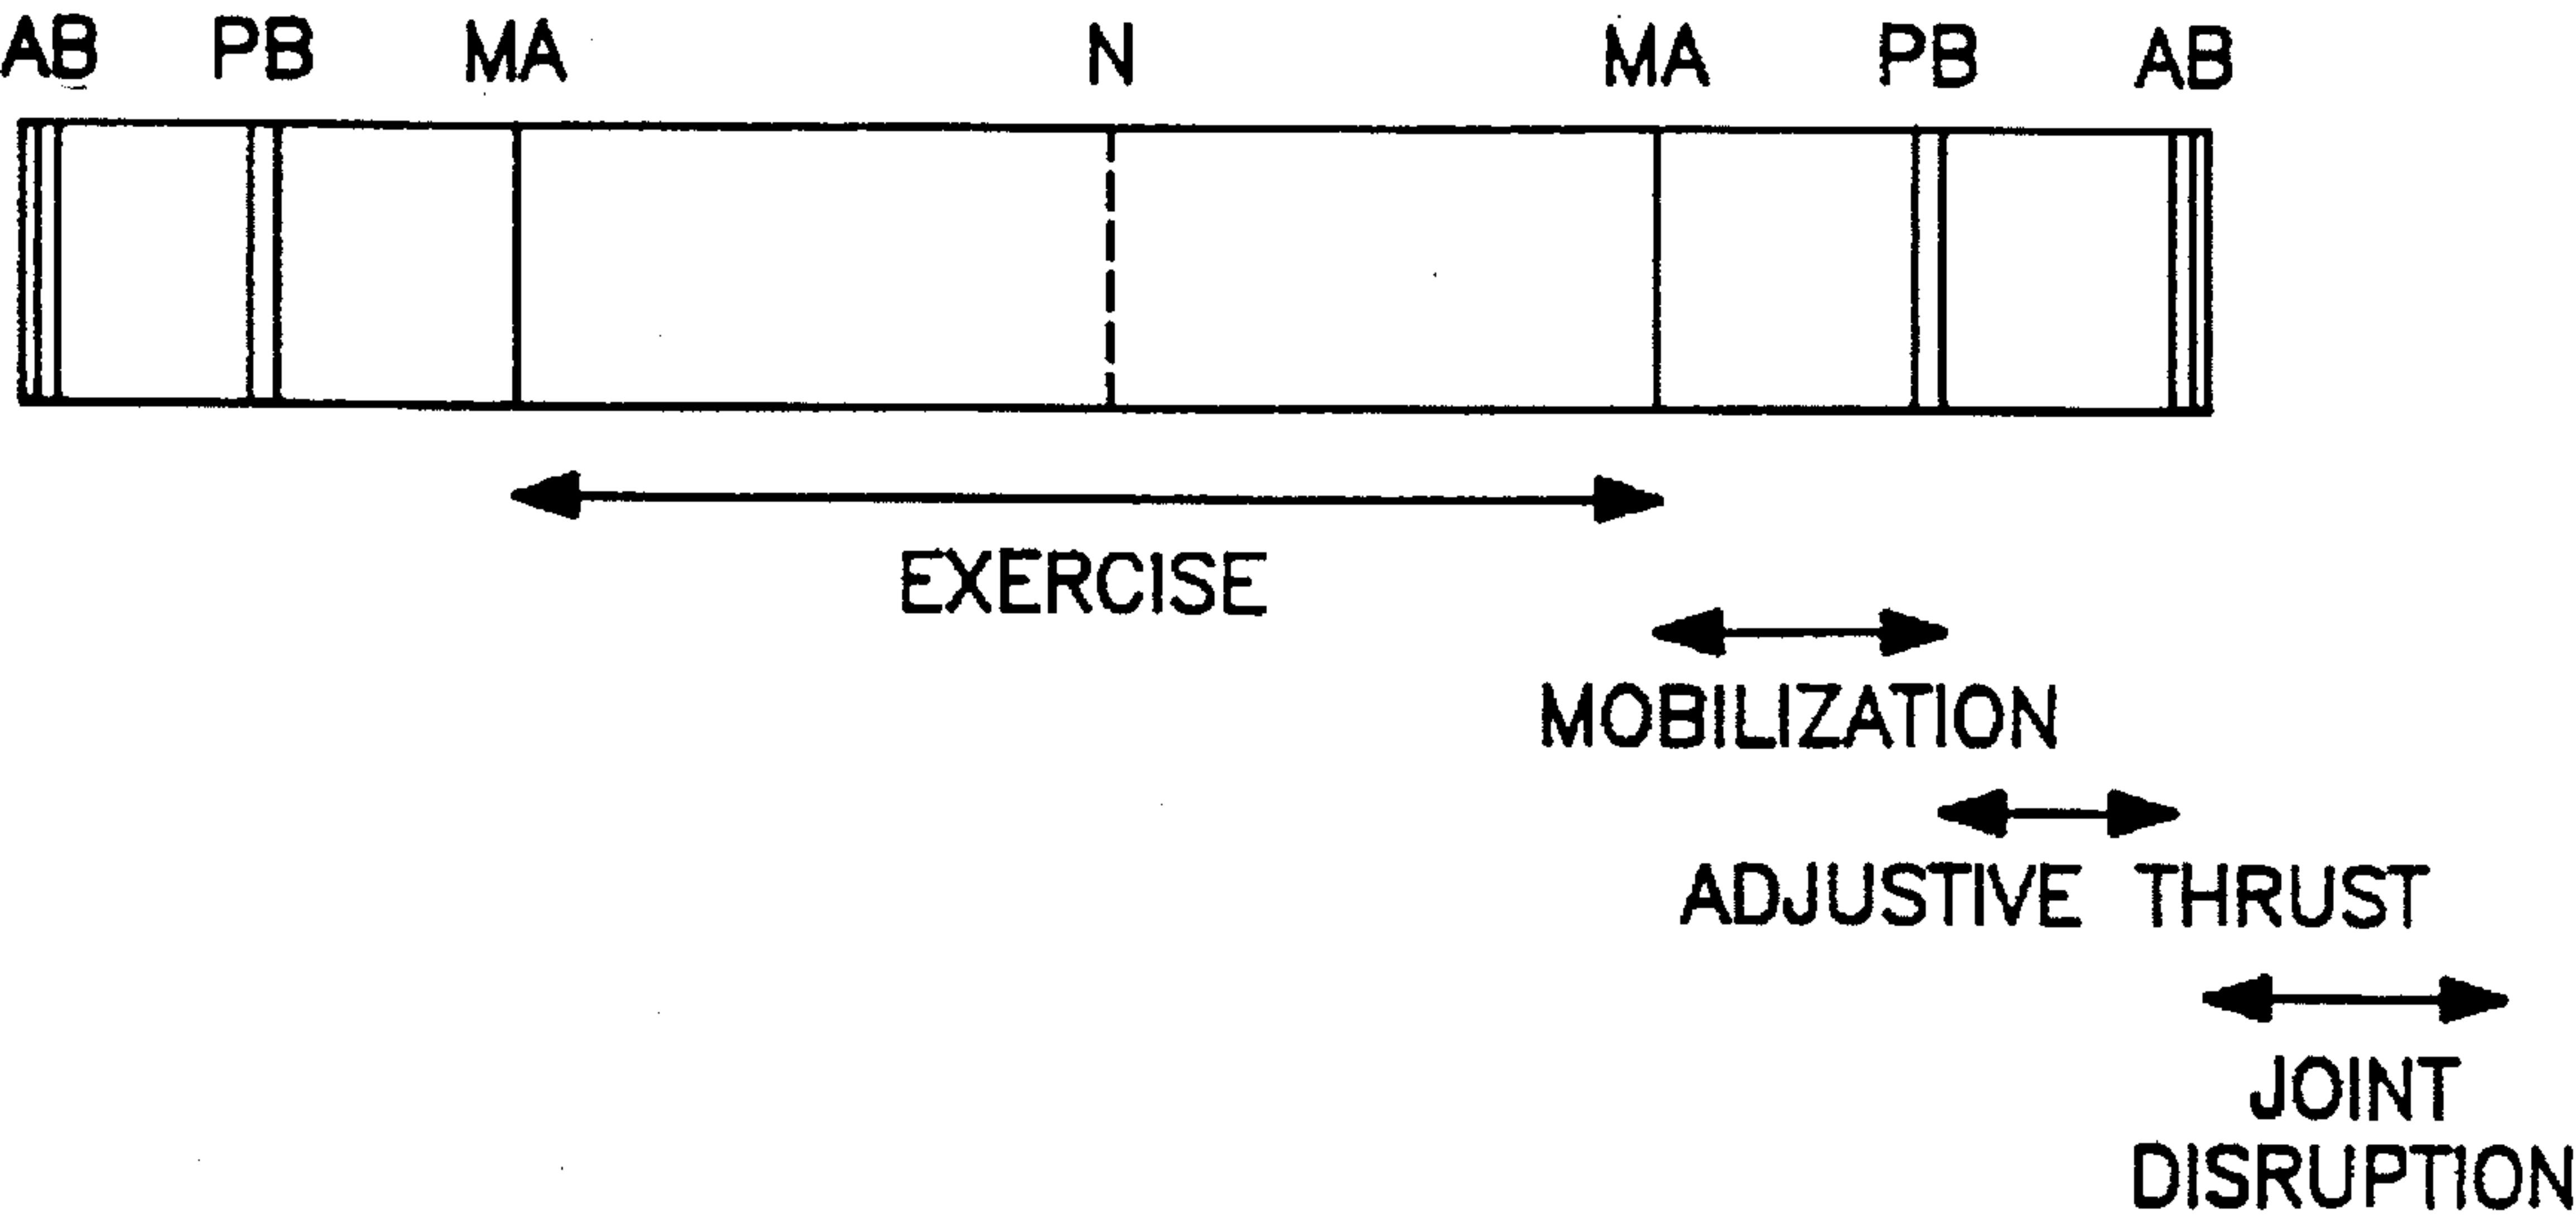 AB PB MA N MA PB AB
EXERCISE
MOBILIZATION
ADJUSTIVE THRUST
JOINT
DISRUPTION